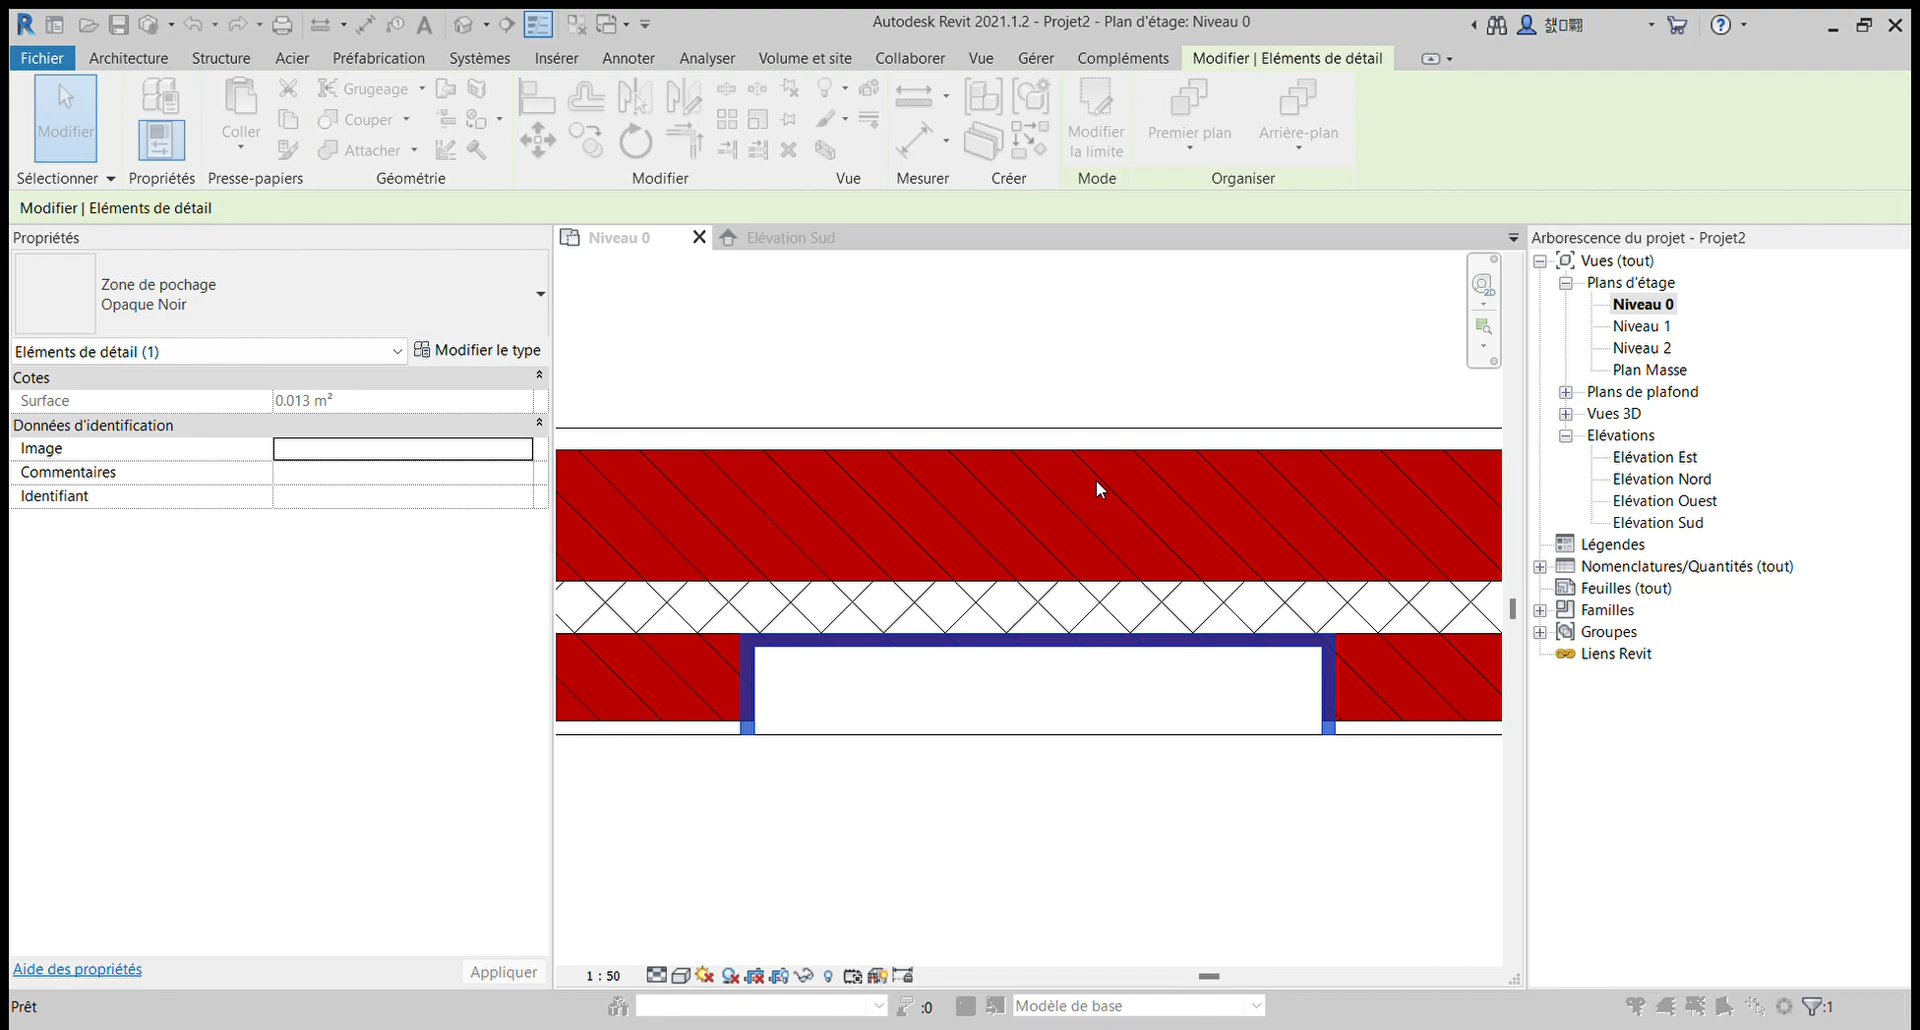 Autodesk Revit 2021.1.2 - Projet2 - Plan d'étage: Niveau 0
Fichier Architecture Structure Acier Préfabrication Systèmes Insérer Annoter Analyser Volume et site Collaborer Vue Gérer Compléments Modifier | Eléments de détail
Modifier
Coller
Grugeage
Couper
Attacher
Modifier
la limite
Premier plan
Arrière-plan
Sélectionner Propriétés Presse-papiers Géométrie Modifier Vue Mesurer Créer Mode Organiser
Modifier | Eléments de détail
Propriétés
Zone de pochage
Opaque Noir
Eléments de détail (1)
Modifier le type
Cotes
Surface 0.013 m²
Données d'identification
Image
Commentaires
Identifiant
Aide des propriétés
Appliquer
Niveau 0
Elévation Sud
2D
1 : 50
Arborescence du projet - Projet2
Vues (tout)
Plans d'étage
Niveau 0
Niveau 1
Niveau 2
Plan Masse
Plans de plafond
Vues 3D
Elévations
Elévation Est
Elévation Nord
Elévation Ouest
Elévation Sud
Légendes
Nomenclatures/Quantités (tout)
Feuilles (tout)
Familles
Groupes
Liens Revit
Prêt
:0
Modèle de base
:1